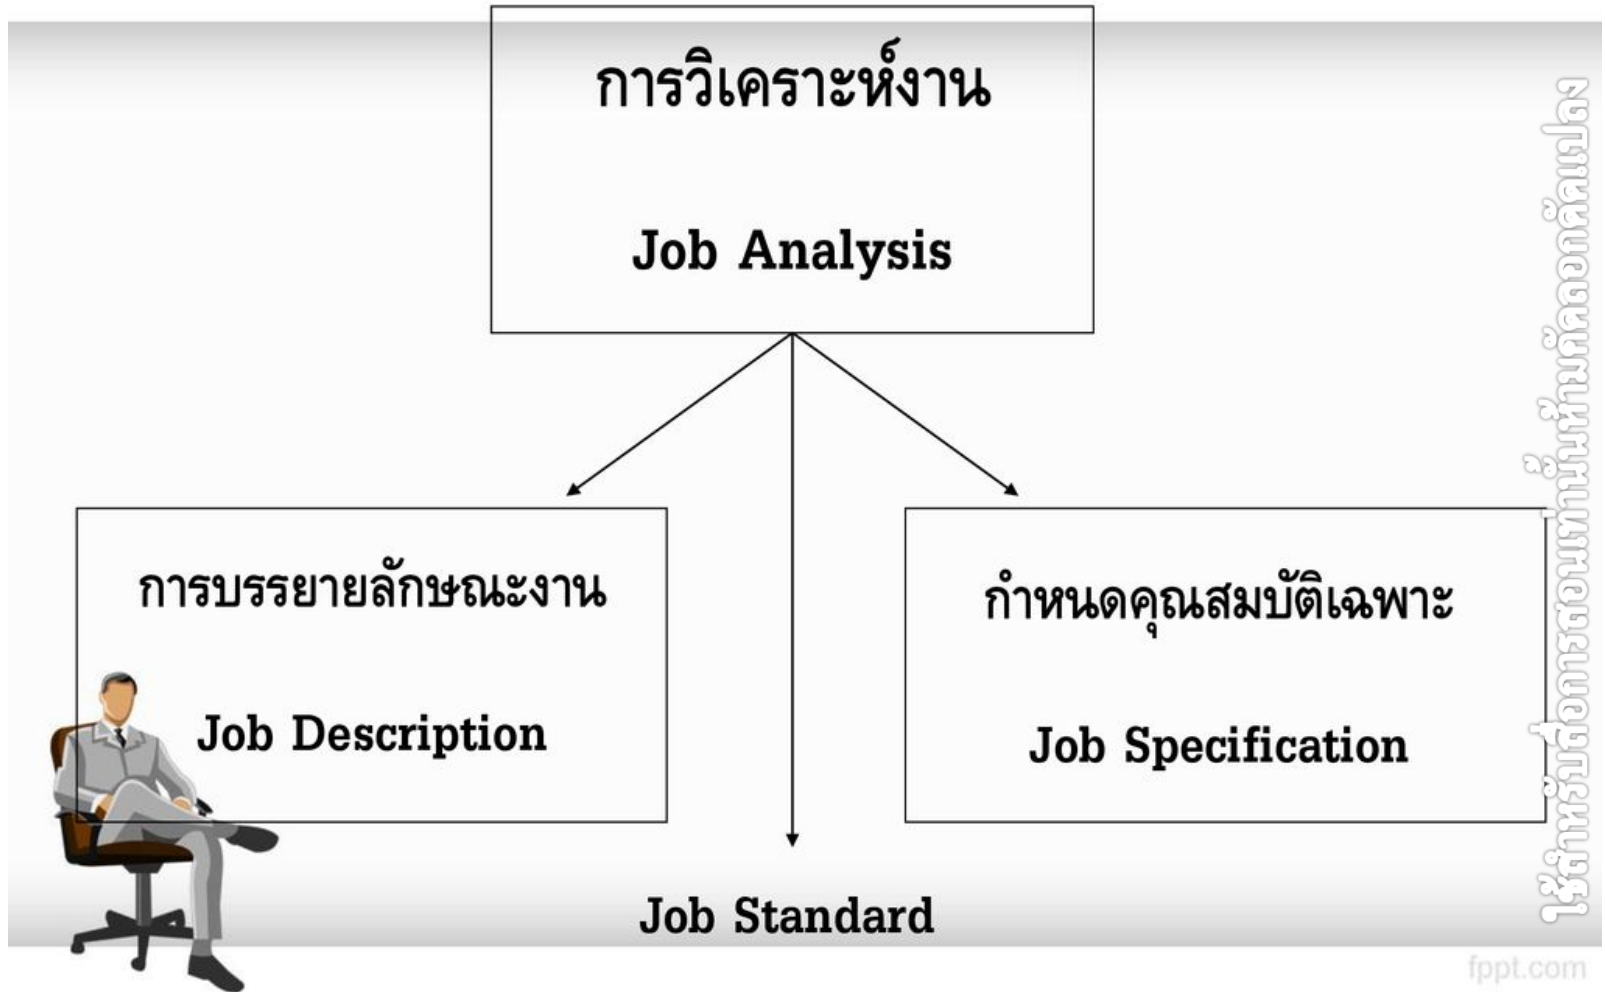 การวิเคราะห์งาน
Job Analysis
การบรรยายลักษณะงาน
Job Description
กำหนดคุณสมบัติเฉพาะ
Job Specification
Job Standard
ใช้สำหรับสื่อการสอนเท่านั้นห้ามคัดลอกดัดแปลง
fppt.com